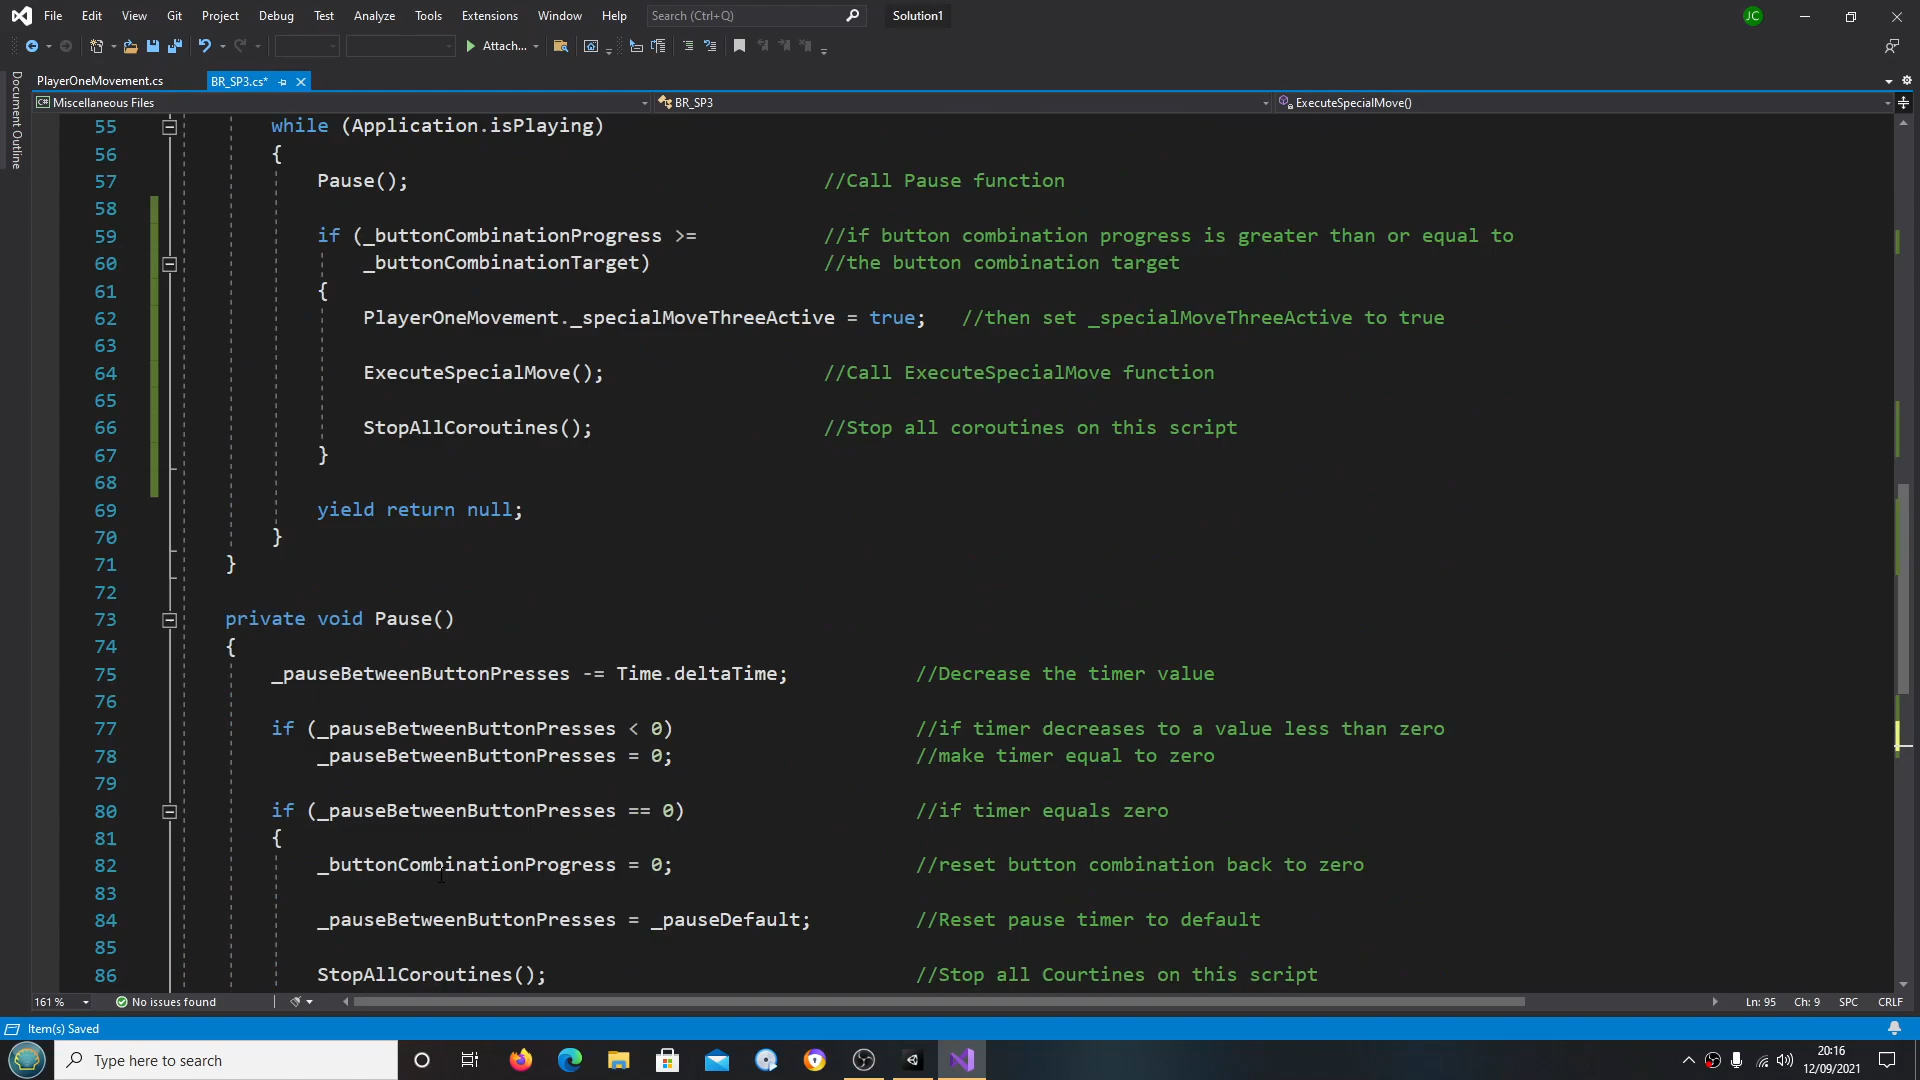 File Edit View Git Project Debug Test Analyze Tools Extensions Window Help Search (Ctrl+Q) Solution1 JC
Attach...
PlayerOneMovement.cs BR_SP3.cs*
Document Outline
C# Miscellaneous Files BR_SP3 ExecuteSpecialMove()
55 while (Application.isPlaying)
56 {
57 Pause(); //Call Pause function
58
59 if (_buttonCombinationProgress >= //if button combination progress is greater than or equal to
60 _buttonCombinationTarget) //the button combination target
61 {
62 PlayerOneMovement._specialMoveThreeActive = true; //then set _specialMoveThreeActive to true
63
64 ExecuteSpecialMove(); //Call ExecuteSpecialMove function
65
66 StopAllCoroutines(); //Stop all coroutines on this script
67 }
68
69 yield return null;
70 }
71 }
72
73 private void Pause()
74 {
75 _pauseBetweenButtonPresses -= Time.deltaTime; //Decrease the timer value
76
77 if (_pauseBetweenButtonPresses < 0) //if timer decreases to a value less than zero
78 _pauseBetweenButtonPresses = 0; //make timer equal to zero
79
80 if (_pauseBetweenButtonPresses == 0) //if timer equals zero
81 {
82 _buttonCombinationProgress = 0; //reset button combination back to zero
83
84 _pauseBetweenButtonPresses = _pauseDefault; //Reset pause timer to default
85
86 StopAllCoroutines(); //Stop all Courtines on this script
161 % No issues found Ln: 95 Ch: 9 SPC CRLF
Item(s) Saved
Type here to search 20:16
12/09/2021